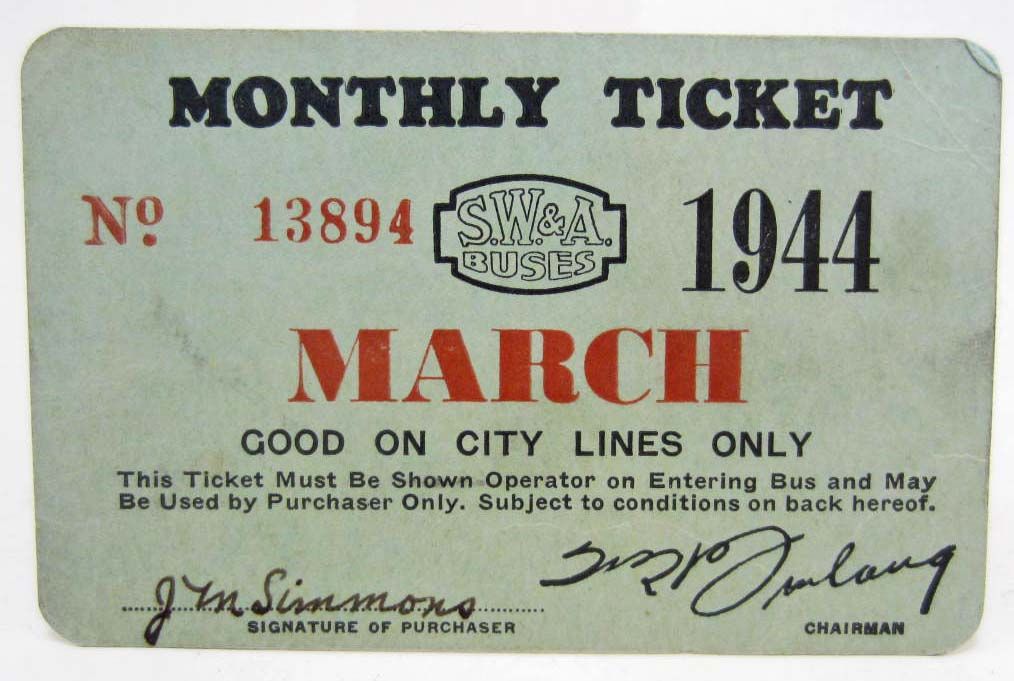 MONTHLY TICKET
Nº 13894
S.W.&A.
BUSES
1944
MARCH
GOOD ON CITY LINES ONLY
This Ticket Must Be Shown Operator on Entering Bus and May
Be Used by Purchaser Only. Subject to conditions on back hereof.
J M Simmons
SIGNATURE OF PURCHASER
CHAIRMAN